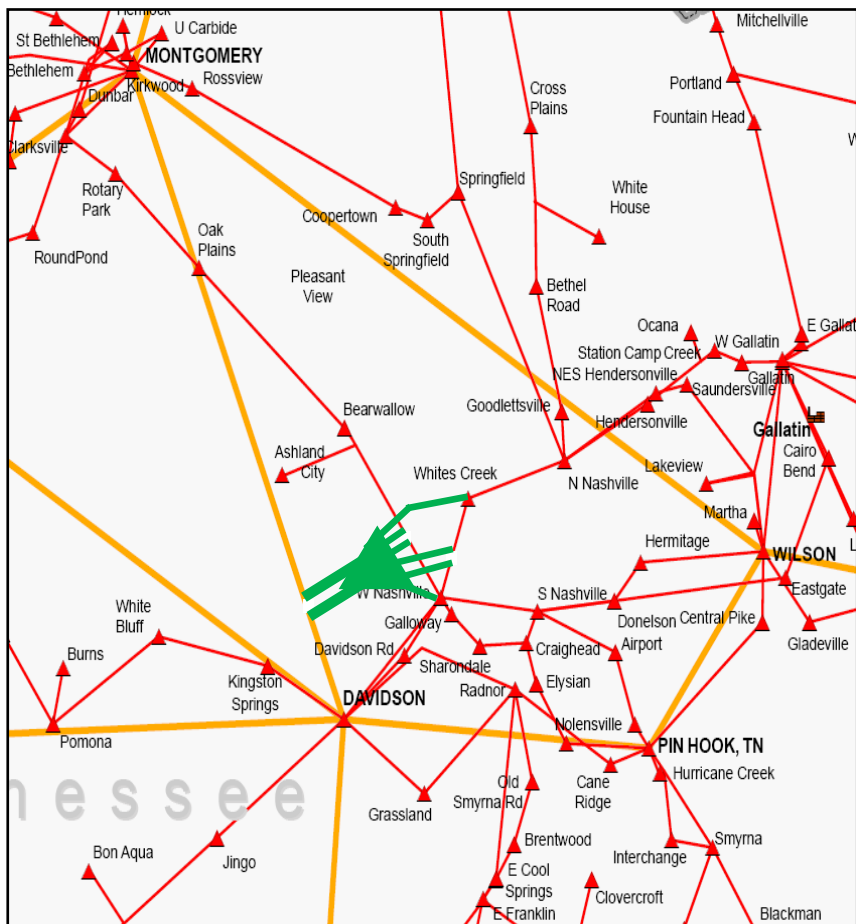 Hemlock
St Bethlehem
U Carbide
Mitchellville
MONTGOMERY
Bethlehem
Kirkwood
Rossview
Cross
Plains
Portland
Dunbar
Fountain Head
Clarksville
Rotary
Park
Springfield
White
House
Coopertown
South
Springfield
RoundPond
Oak
Plains
Pleasant
View
Bethel
Road
Ocana
W Gallatin
E Gallat
Station Camp Creek
NES Hendersonville
Gallatin
Saundersville
Bearwallow
Goodlettsville
Hendersonville
Gallatin
Ashland
City
Whites Creek
N Nashville
Lakeview
Cairo
Bend
Martha
L
Hermitage
WILSON
W Nashville
S Nashville
Eastgate
White
Bluff
Galloway
Donelson
Central Pike
Gladeville
Burns
Davidson Rd
Sharondale
Craighead
Airport
Kingston
Springs
DAVIDSON
Radnor
Elysian
Nolensville
Pomona
PIN HOOK, TN
nessee
Grassland
Old
Smyrna Rd
Cane
Ridge
Hurricane Creek
Bon Aqua
Jingo
Brentwood
Interchange
Smyrna
E Cool
Springs
Clovercroft
E Franklin
Blackman